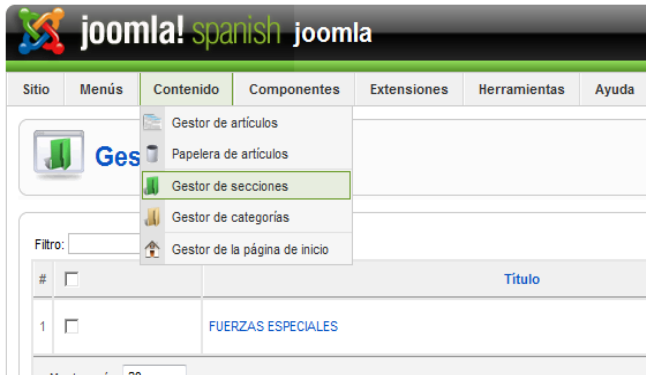 joomla! spanish joomla
Sitio Menús Contenido Componentes Extensiones Herramientas Ayuda
Gestor de artículos
Ges Papelera de artículos
Gestor de secciones
Gestor de categorías
Filtro: Gestor de la página de inicio
# Título
1 FUERZAS ESPECIALES